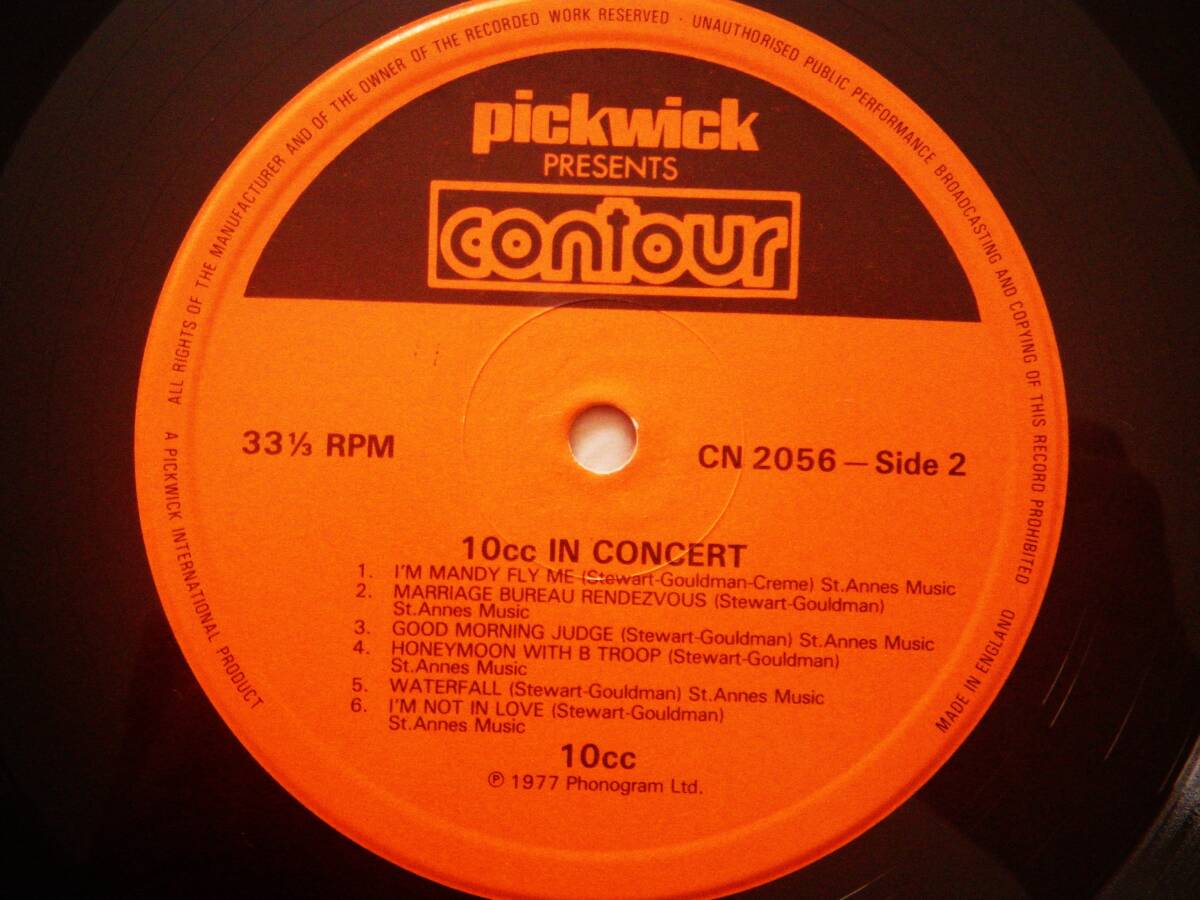 ALL RIGHTS OF THE MANUFACTURER AND OF THE OWNER OF THE RECORDED WORK RESERVED · UNAUTHORISED PUBLIC PERFORMANCE BROADCASTING AND COPYING OF THIS RECORD PROHIBITED
pickwick
PRESENTS
contour
33⅓ RPM
CN 2056 — Side 2
10cc IN CONCERT
1. I'M MANDY FLY ME (Stewart-Gouldman-Creme) St.Annes Music
2. MARRIAGE BUREAU RENDEZVOUS (Stewart-Gouldman)
St.Annes Music
3. GOOD MORNING JUDGE (Stewart-Gouldman) St.Annes Music
4. HONEYMOON WITH B TROOP (Stewart-Gouldman)
St.Annes Music
5. WATERFALL (Stewart-Gouldman) St.Annes Music
6. I'M NOT IN LOVE (Stewart-Gouldman)
St.Annes Music
10cc
℗ 1977 Phonogram Ltd.
A PICKWICK INTERNATIONAL PRODUCT
MADE IN ENGLAND